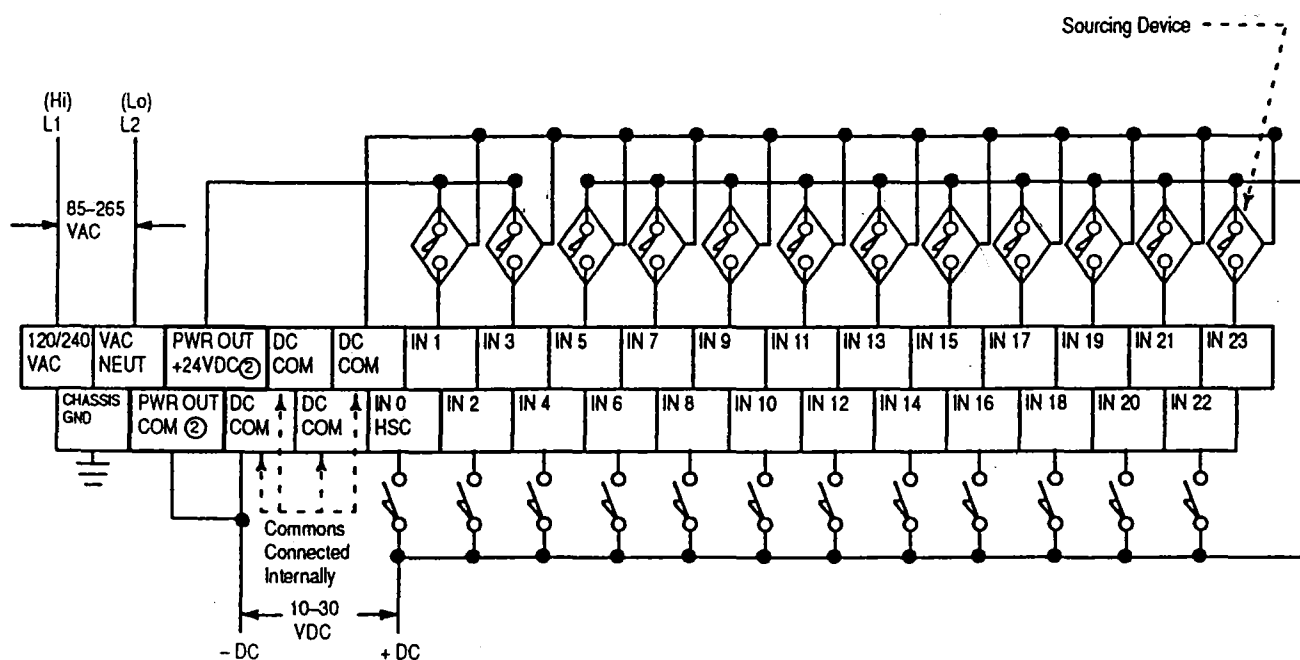 Sourcing Device
(Hi)
L1
(Lo)
L2
85–265
VAC
120/240
VAC
VAC
NEUT
PWR OUT
+24VDC②
DC
COM
DC
COM
IN 1
IN 3
IN 5
IN 7
IN 9
IN 11
IN 13
IN 15
IN 17
IN 19
IN 21
IN 23
CHASSIS
GND
PWR OUT
COM ②
DC
COM
DC
COM
IN 0
HSC
IN 2
IN 4
IN 6
IN 8
IN 10
IN 12
IN 14
IN 16
IN 18
IN 20
IN 22
Commons
Connected
Internally
10–30
VDC
– DC
+ DC